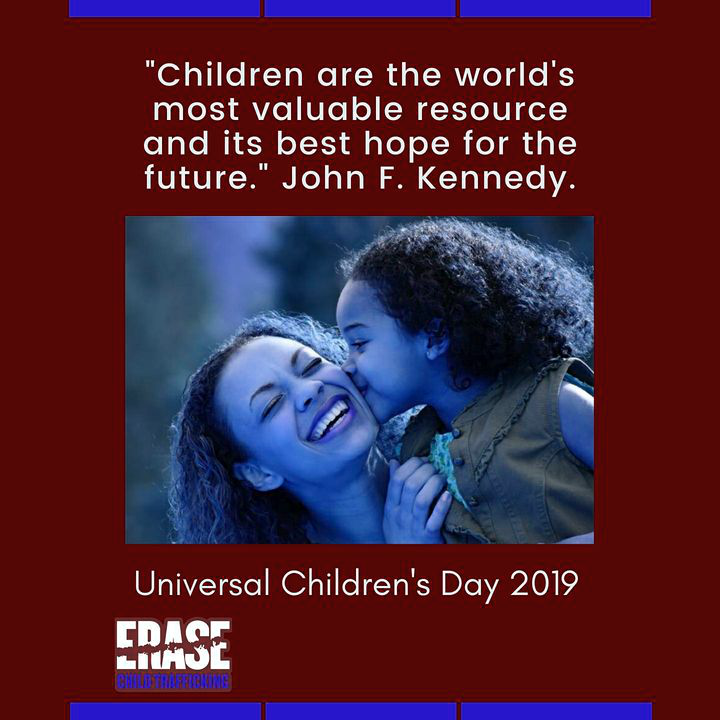 "Children are the world's
most valuable resource
and its best hope for the
future." John F. Kennedy.
Universal Children's Day 2019
ERASE
CHILD TRAFFICKING